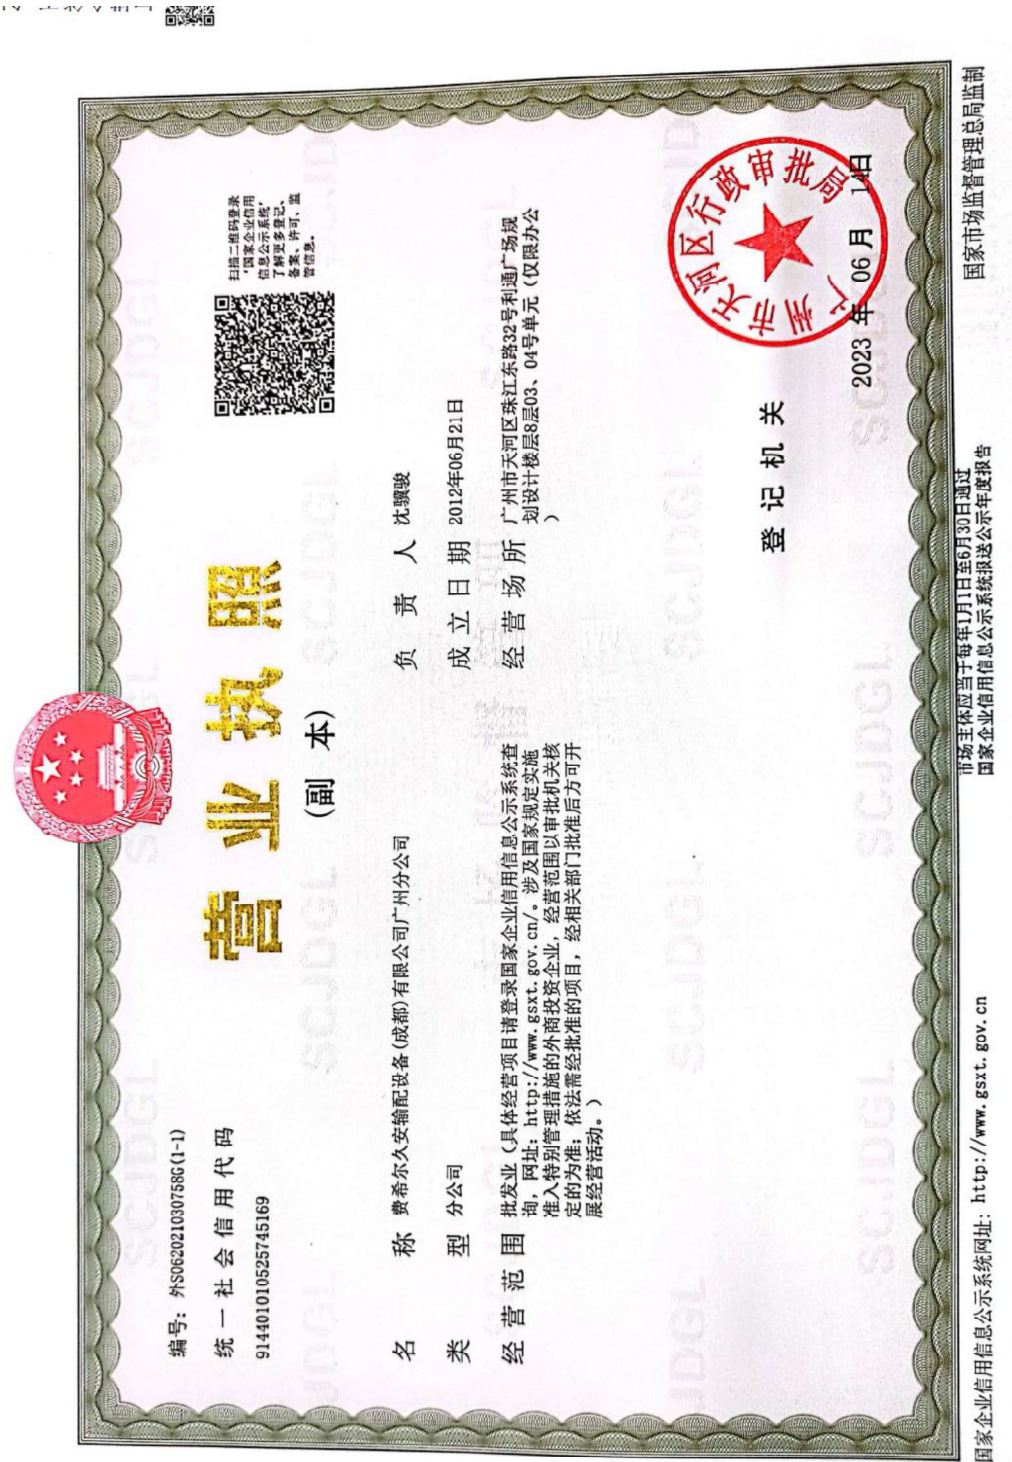 编号：外S0620210307586(1-1)
统一社会信用代码
914401010525745169
营业执照
(副 本)
扫描二维码登录
‘国家企业信用
信息公示系统’
了解更多登记、
备案、许可、监
管信息。
名 称 费希尔久安输配设备(成都)有限公司广州分公司
类 型 分公司
经营范围 批发业（具体经营项目请登录国家企业信用信息公示系统查
询，网址：http://www.gsxt.gov.cn/。涉及国家规定实施
准入特别管理措施的外商投资企业，经营范围以审批机关核
定的为准；依法需经批准的项目，经相关部门批准后方可开
展经营活动。）
负 责 人 沈骥骏
成立日期 2012年06月21日
经营场所 广州市天河区珠江东路32号利通广场规
划设计楼层8层03、04号单元（仅限办公
）
登记机关
广州市天河区行政审批局
2023 年 06 月 14日
国家企业信用信息公示系统网址：http://www.gsxt.gov.cn
市场主体应当于每年1月1日至6月30日通过
国家企业信用信息公示系统报送公示年度报告
国家市场监督管理总局监制
SCJDGL